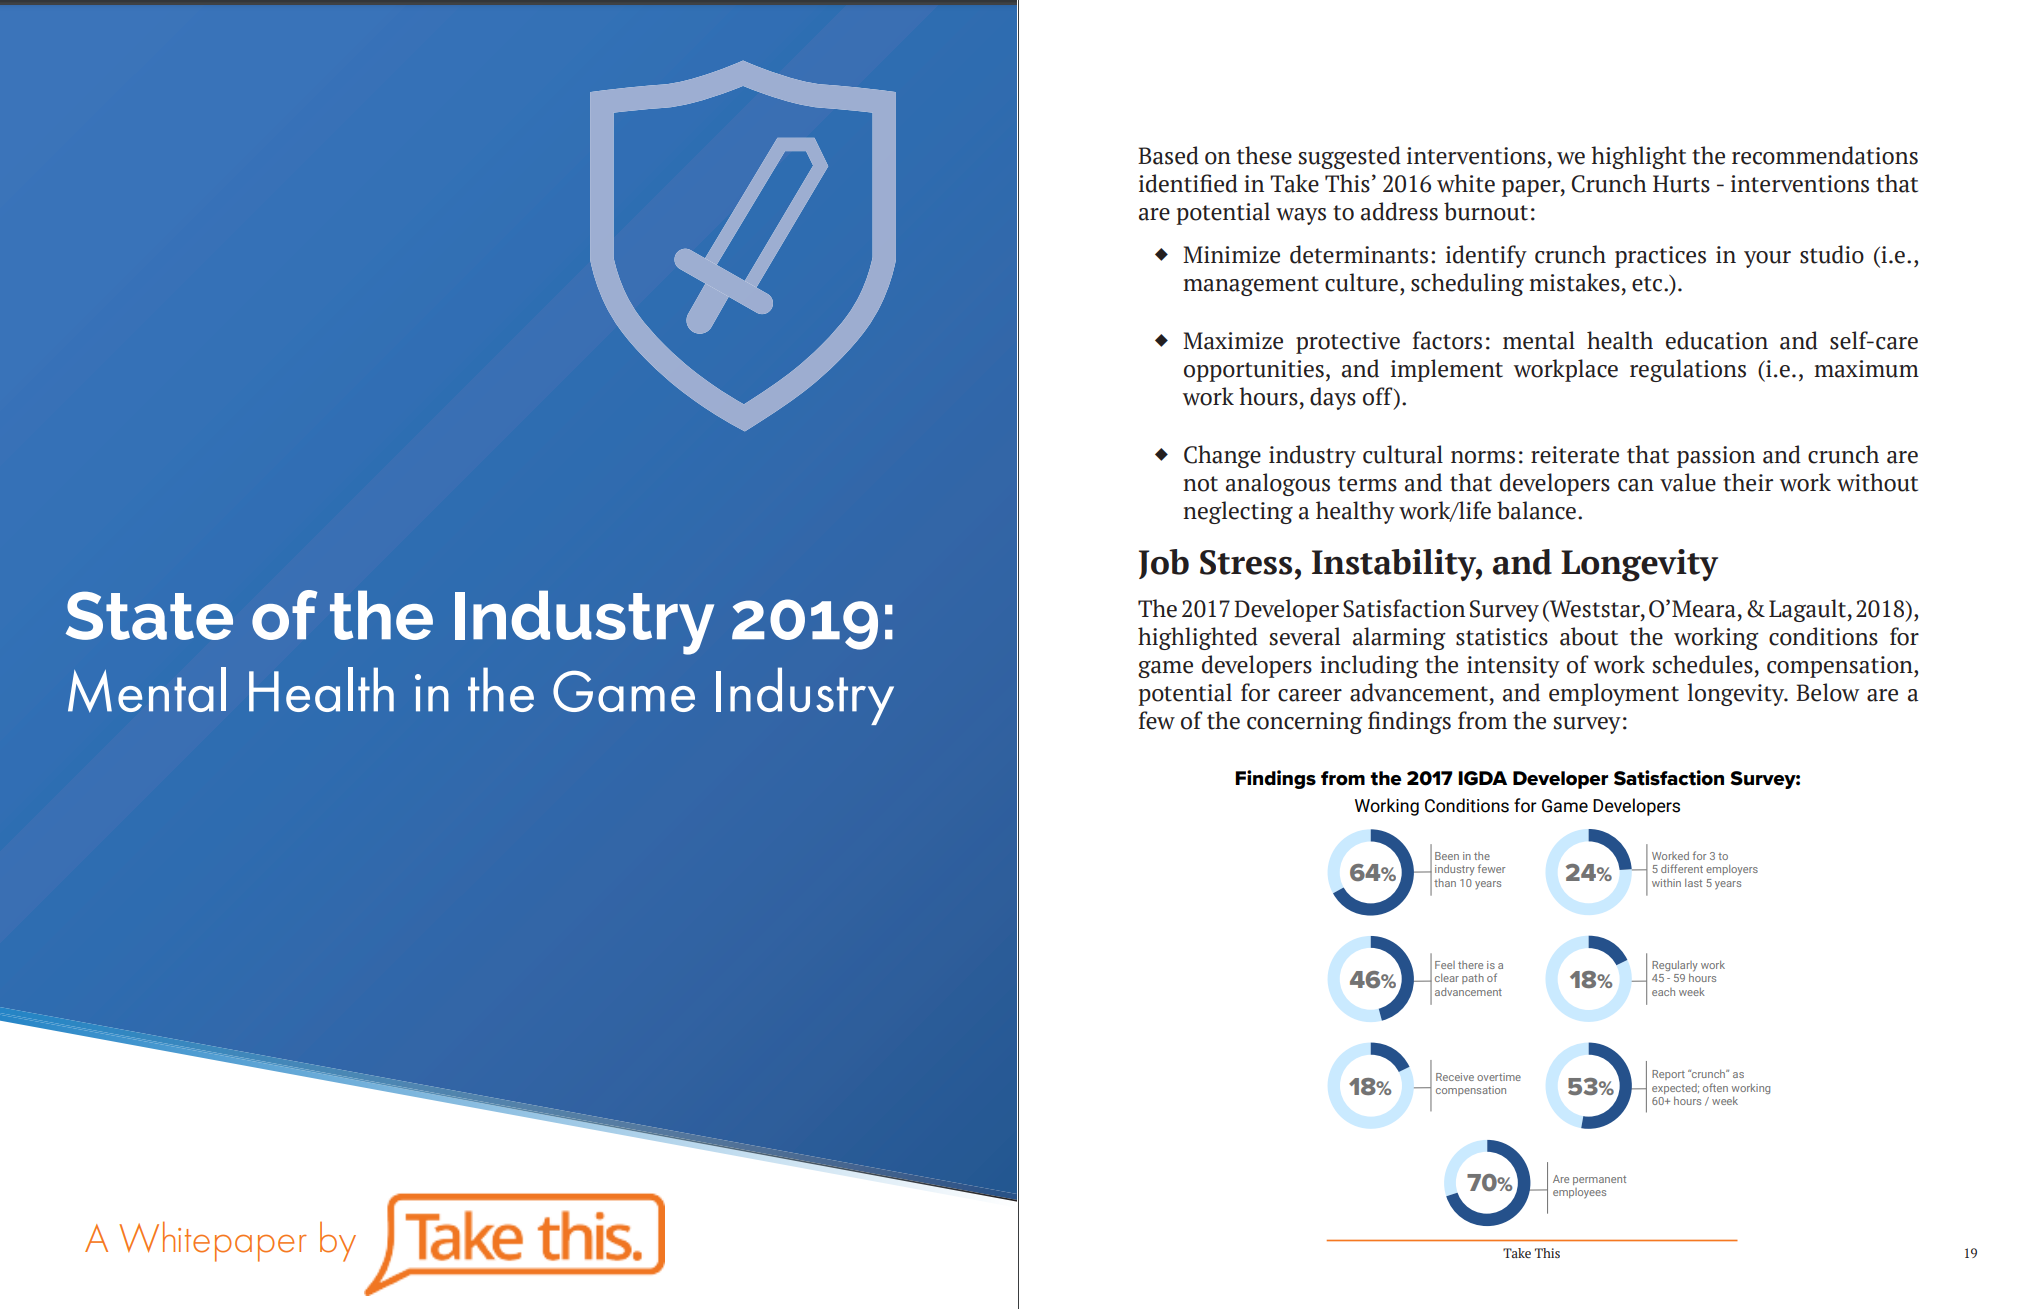 State of the Industry 2019:
Mental Health in the Game Industry
A Whitepaper by
Take this.
Based on these suggested interventions, we highlight the recommendations
identified in Take This’ 2016 white paper, Crunch Hurts - interventions that
are potential ways to address burnout:
◆ Minimize determinants: identify crunch practices in your studio (i.e.,
management culture, scheduling mistakes, etc.).
◆ Maximize protective factors: mental health education and self-care
opportunities, and implement workplace regulations (i.e., maximum
work hours, days off).
◆ Change industry cultural norms: reiterate that passion and crunch are
not analogous terms and that developers can value their work without
neglecting a healthy work/life balance.
Job Stress, Instability, and Longevity
The 2017 Developer Satisfaction Survey (Weststar, O’Meara, & Lagault, 2018),
highlighted several alarming statistics about the working conditions for
game developers including the intensity of work schedules, compensation,
potential for career advancement, and employment longevity. Below are a
few of the concerning findings from the survey:
Findings from the 2017 IGDA Developer Satisfaction Survey:
Working Conditions for Game Developers
64%
Been in the
industry fewer
than 10 years
24%
Worked for 3 to
5 different employers
within last 5 years
46%
Feel there is a
clear path of
advancement
18%
Regularly work
45 - 59 hours
each week
18%
Receive overtime
compensation
53%
Report “crunch” as
expected; often working
60+ hours / week
70%
Are permanent
employees
Take This
19